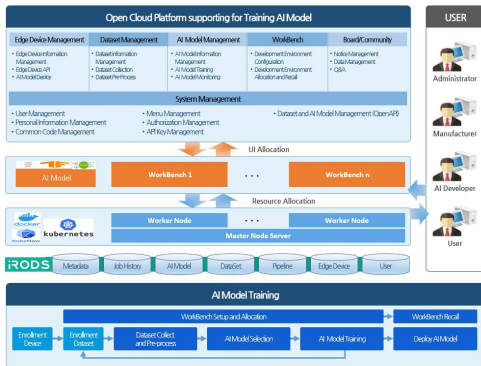 Open Cloud Platform supporting for Training AI Model
USER
Edge Device Management
Dataset Management
AI Model Management
WorkBench
Board/Community
• Edge Device Information Management
• Edge Device API
• AI Model Deploy
• Dataset Information Management
• Dataset Collection
• Dataset Pre-Process
• AI Model Information Management
• AI Model Training
• AI Model Monitoring
• Development Environment Configuration
• Development Environment Allocation and Recall
• Notice Management
• Data Management
• Q&A
System Management
• User Management
• Personal Information Management
• Common Code Management
• Menu Management
• Authorization Management
• API Key Management
• Dataset and AI Model Management (OpenAPI)
Administrator
Manufacturer
AI Developer
User
UI Allocation
AI Model
WorkBench 1
• • •
WorkBench n
Resource Allocation
docker
kubernetes
Kubeflow
Worker Node
• • •
Worker Node
Master Node Server
iRODS
Metadata
Job History
AI Model
DataSet
Pipeline
Edge Device
User
AI Model Training
WorkBench Setup and Allocation
WorkBench Recall
Enrollment
Device
Enrollment
Dataset
Dataset Collect
and Pre-process
AI Model Selection
AI Model Training
Deploy AI Model